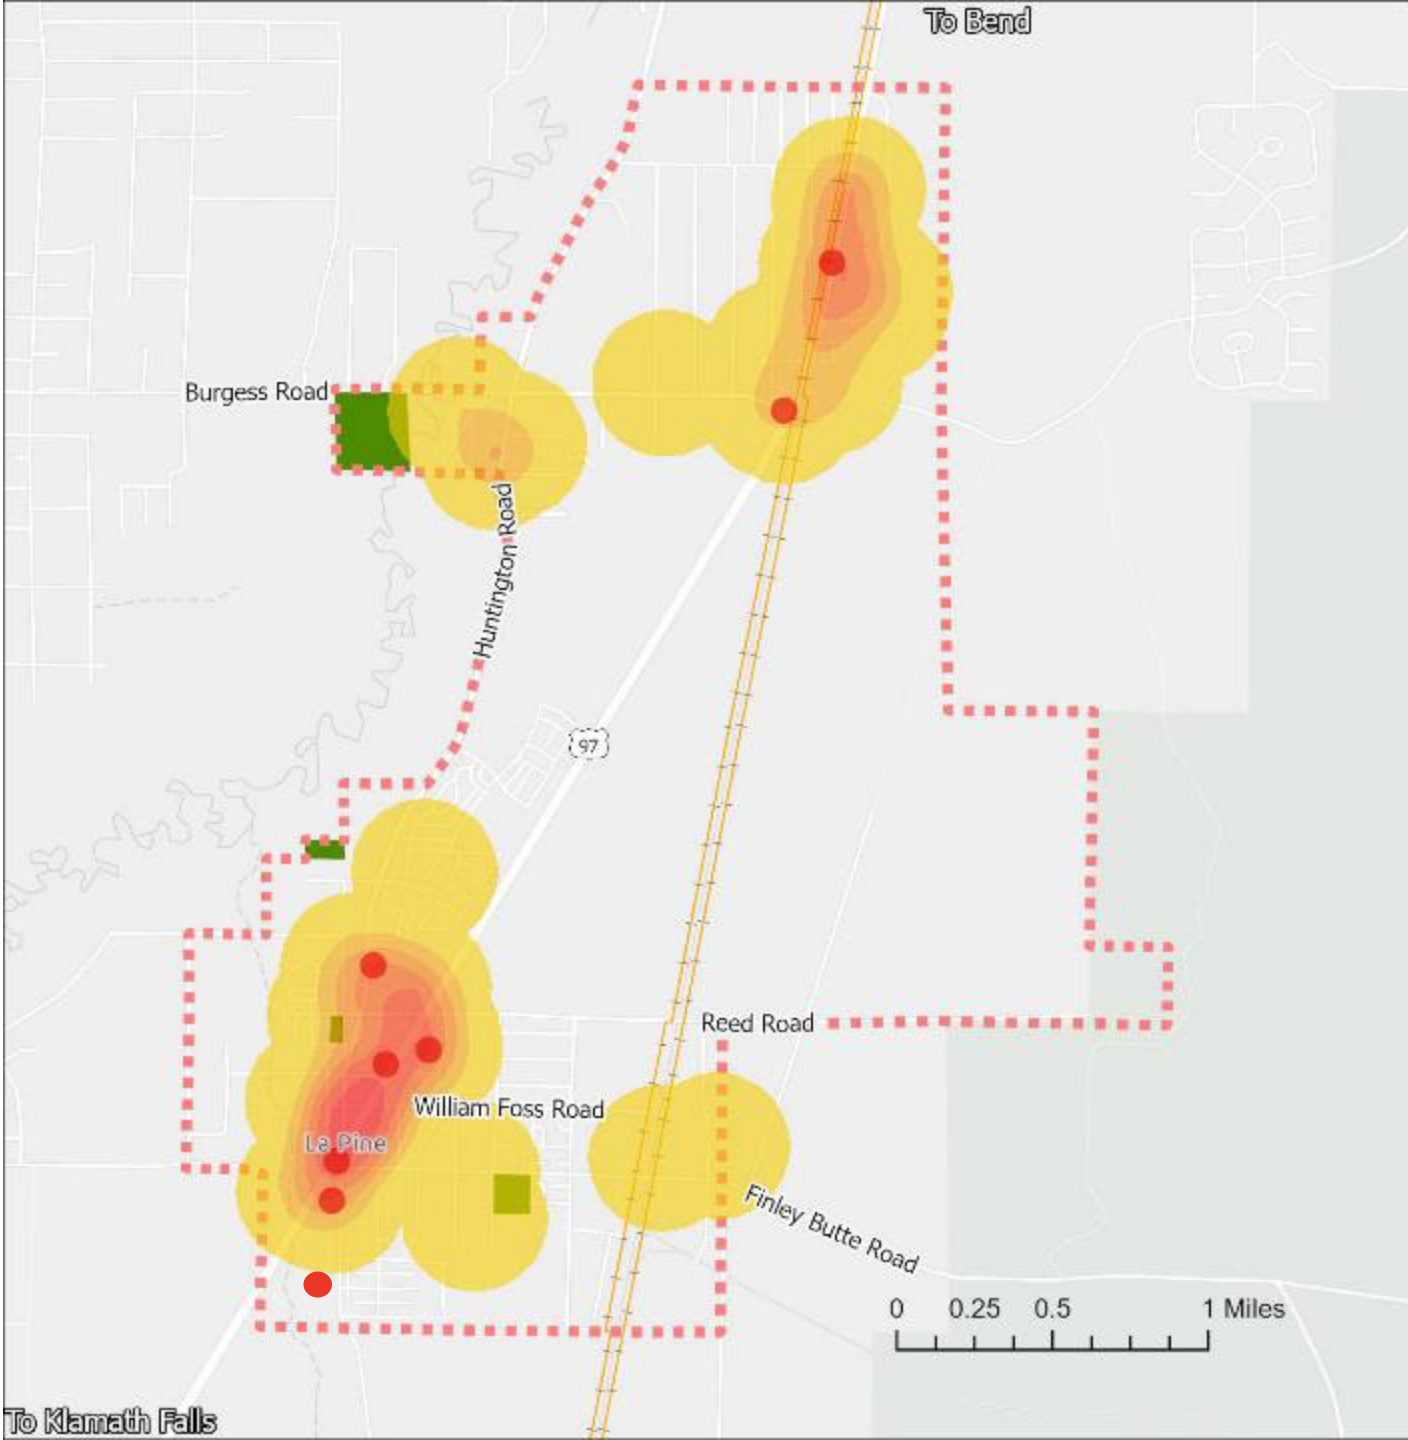 To Bend
Burgess Road
Huntington Road
97
Reed Road
William Foss Road
La Pine
Finley Butte Road
0 0.25 0.5 1 Miles
To Klamath Falls